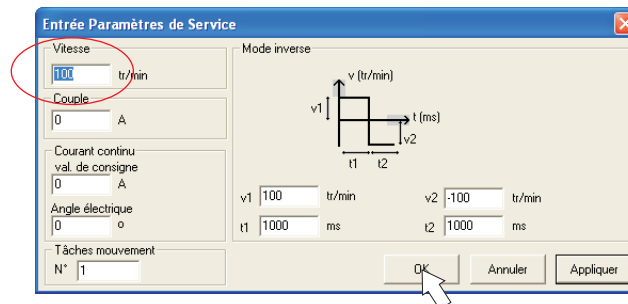 Entrée Paramètres de Service
Vitesse
100 tr/min
Couple
0 A
Courant continu
val. de consigne
0 A
Angle électrique
0 o
Tâches mouvement
N° 1
Mode inverse
v (tr/min)
v1
t (ms)
v2
t1 t2
v1 100 tr/min v2 -100 tr/min
t1 1000 ms t2 1000 ms
OK Annuler Appliquer